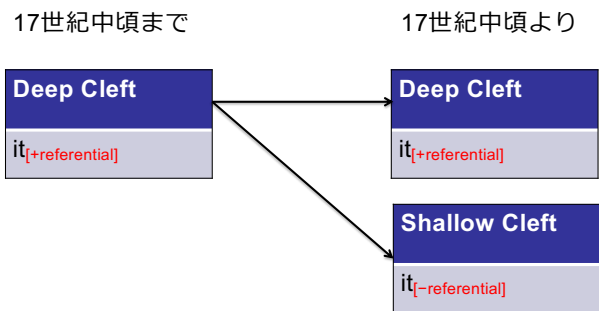 17世紀中頃まで
17世紀中頃より
Deep Cleft
Deep Cleft
it[+referential]
it[+referential]
Shallow Cleft
it[−referential]